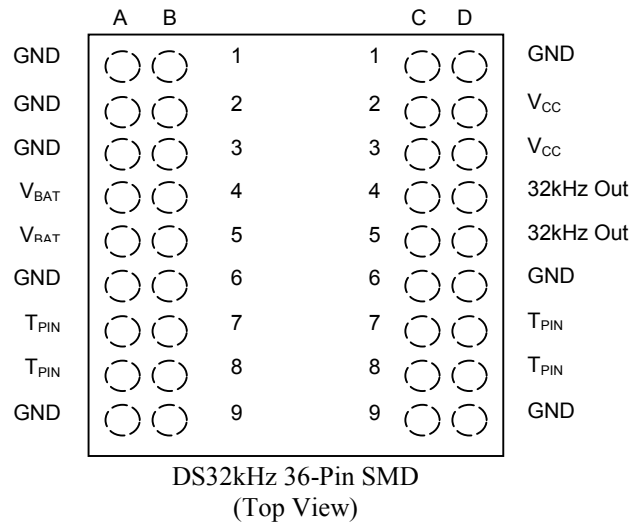 A B C D
GND 1 1 GND
GND 2 2 VCC
GND 3 3 VCC
VBAT 4 4 32kHz Out
VBAT 5 5 32kHz Out
GND 6 6 GND
TPIN 7 7 TPIN
TPIN 8 8 TPIN
GND 9 9 GND
DS32kHz 36-Pin SMD
(Top View)